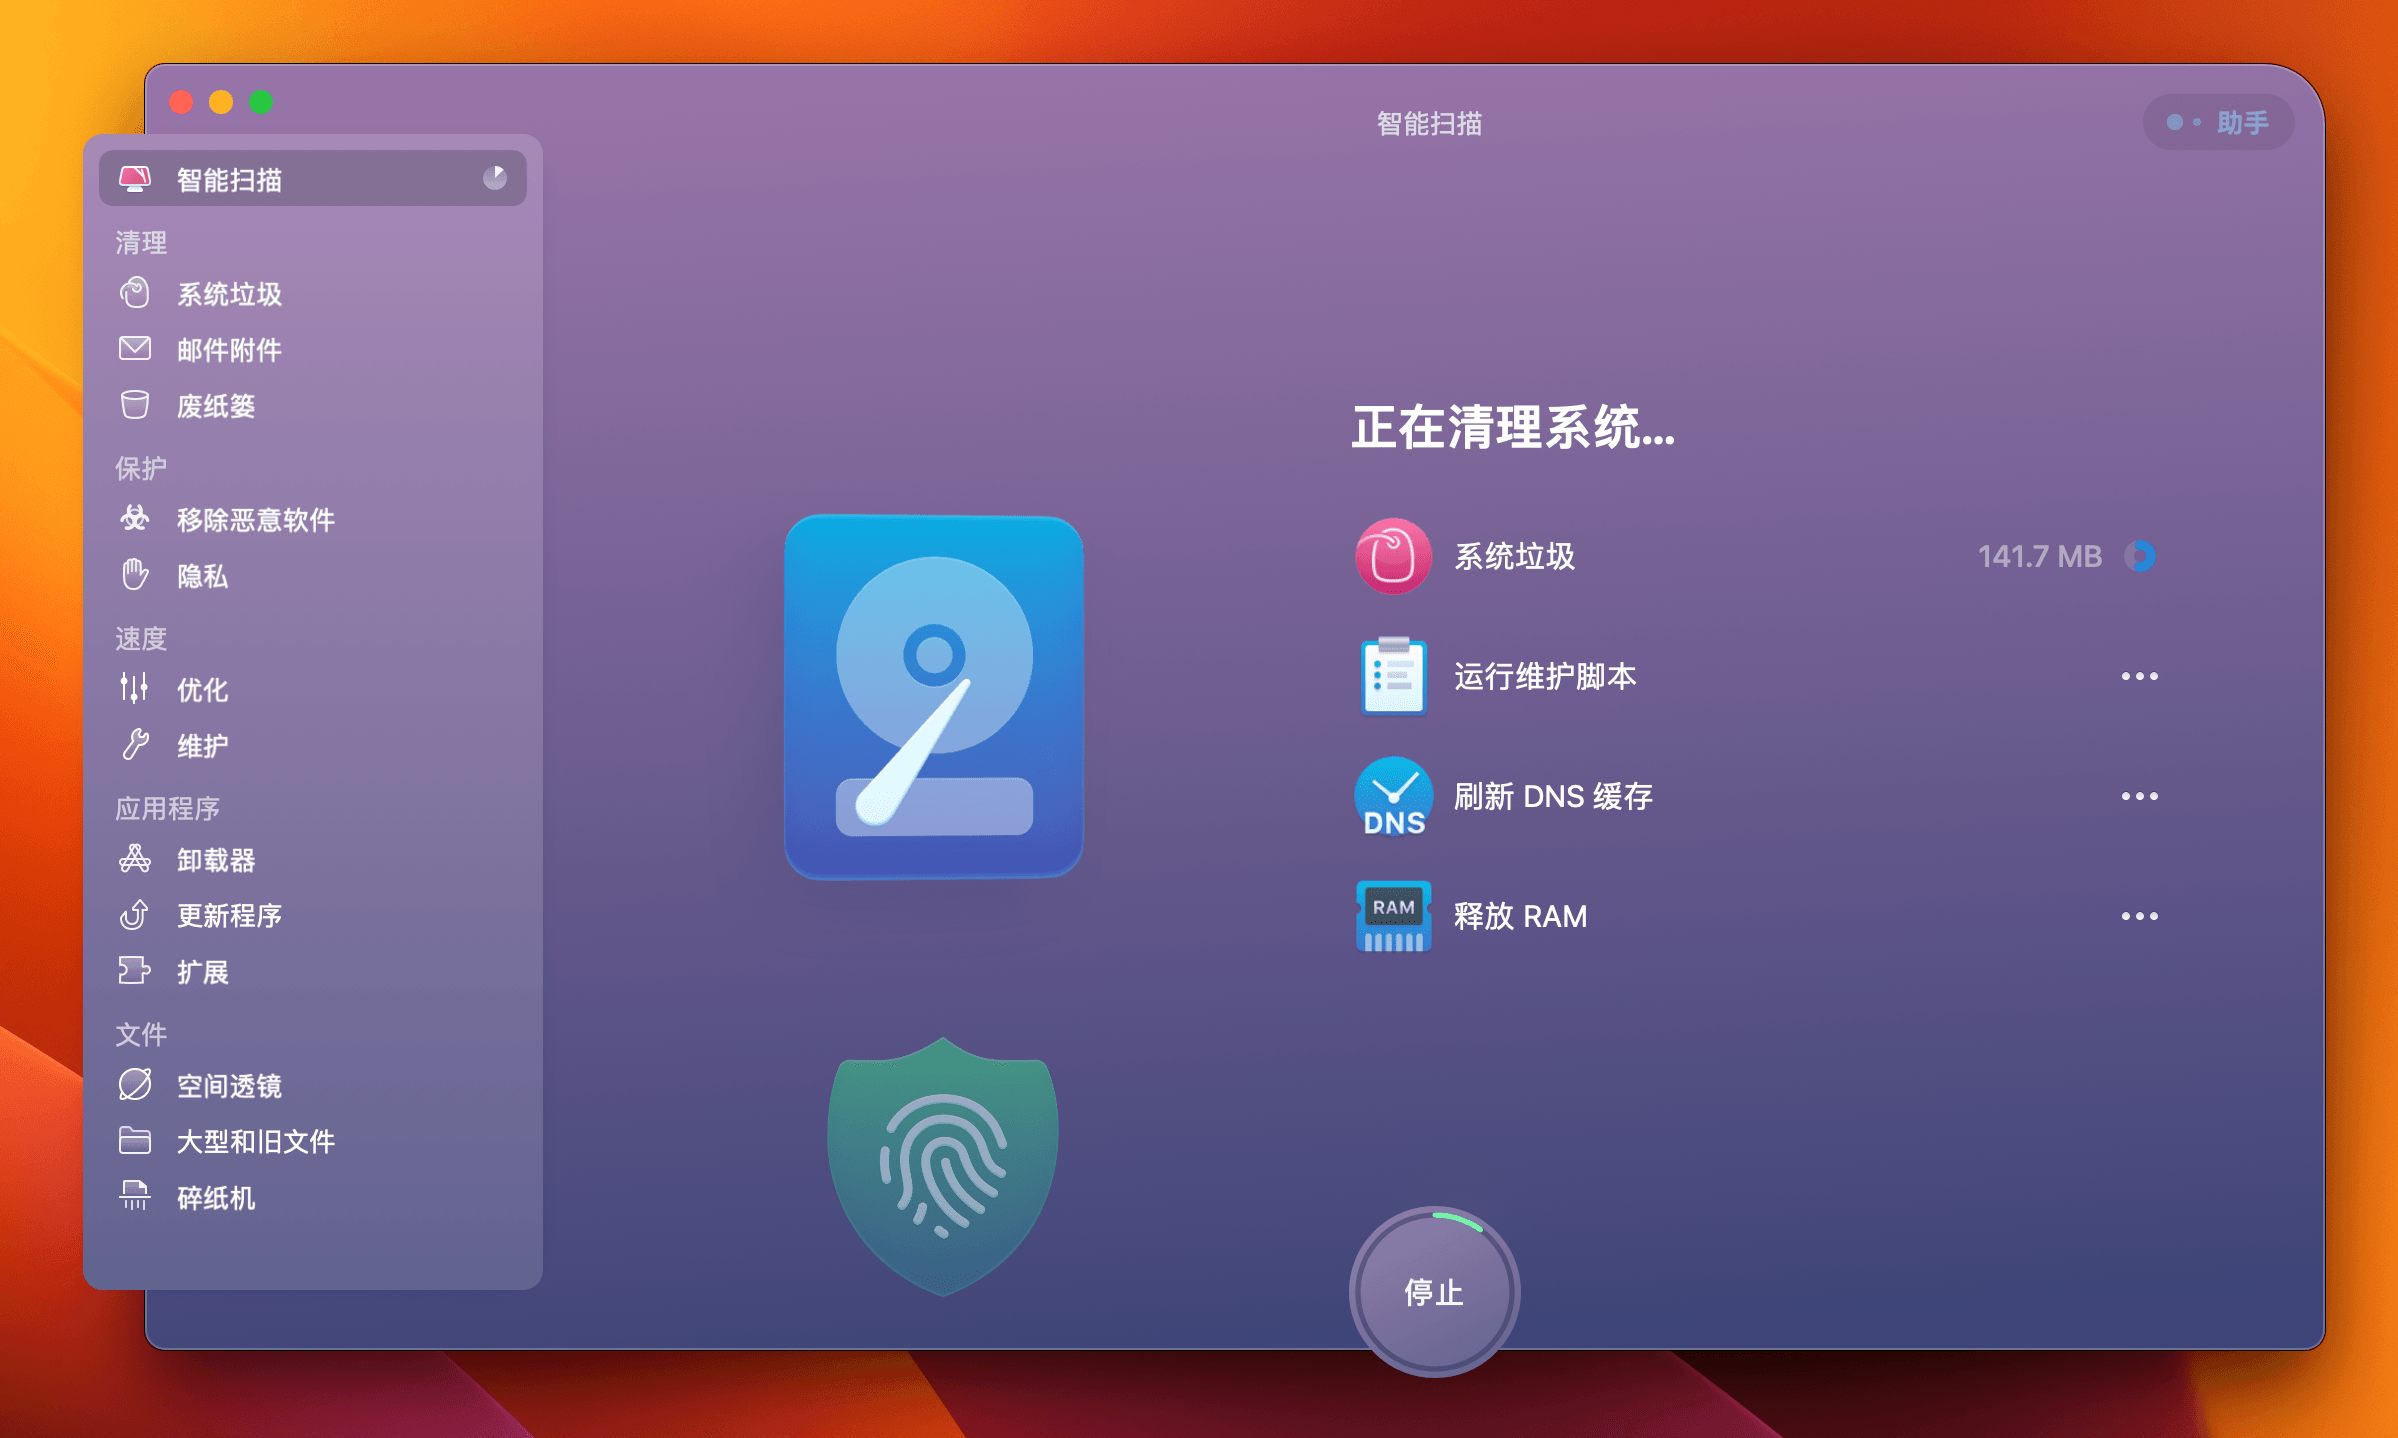 智能扫描
助手
智能扫描
清理
系统垃圾
邮件附件
废纸篓
保护
移除恶意软件
隐私
速度
优化
维护
应用程序
卸载器
更新程序
扩展
文件
空间透镜
大型和旧文件
碎纸机
正在清理系统...
系统垃圾 141.7 MB
运行维护脚本
DNS 刷新 DNS 缓存
RAM 释放 RAM
停止